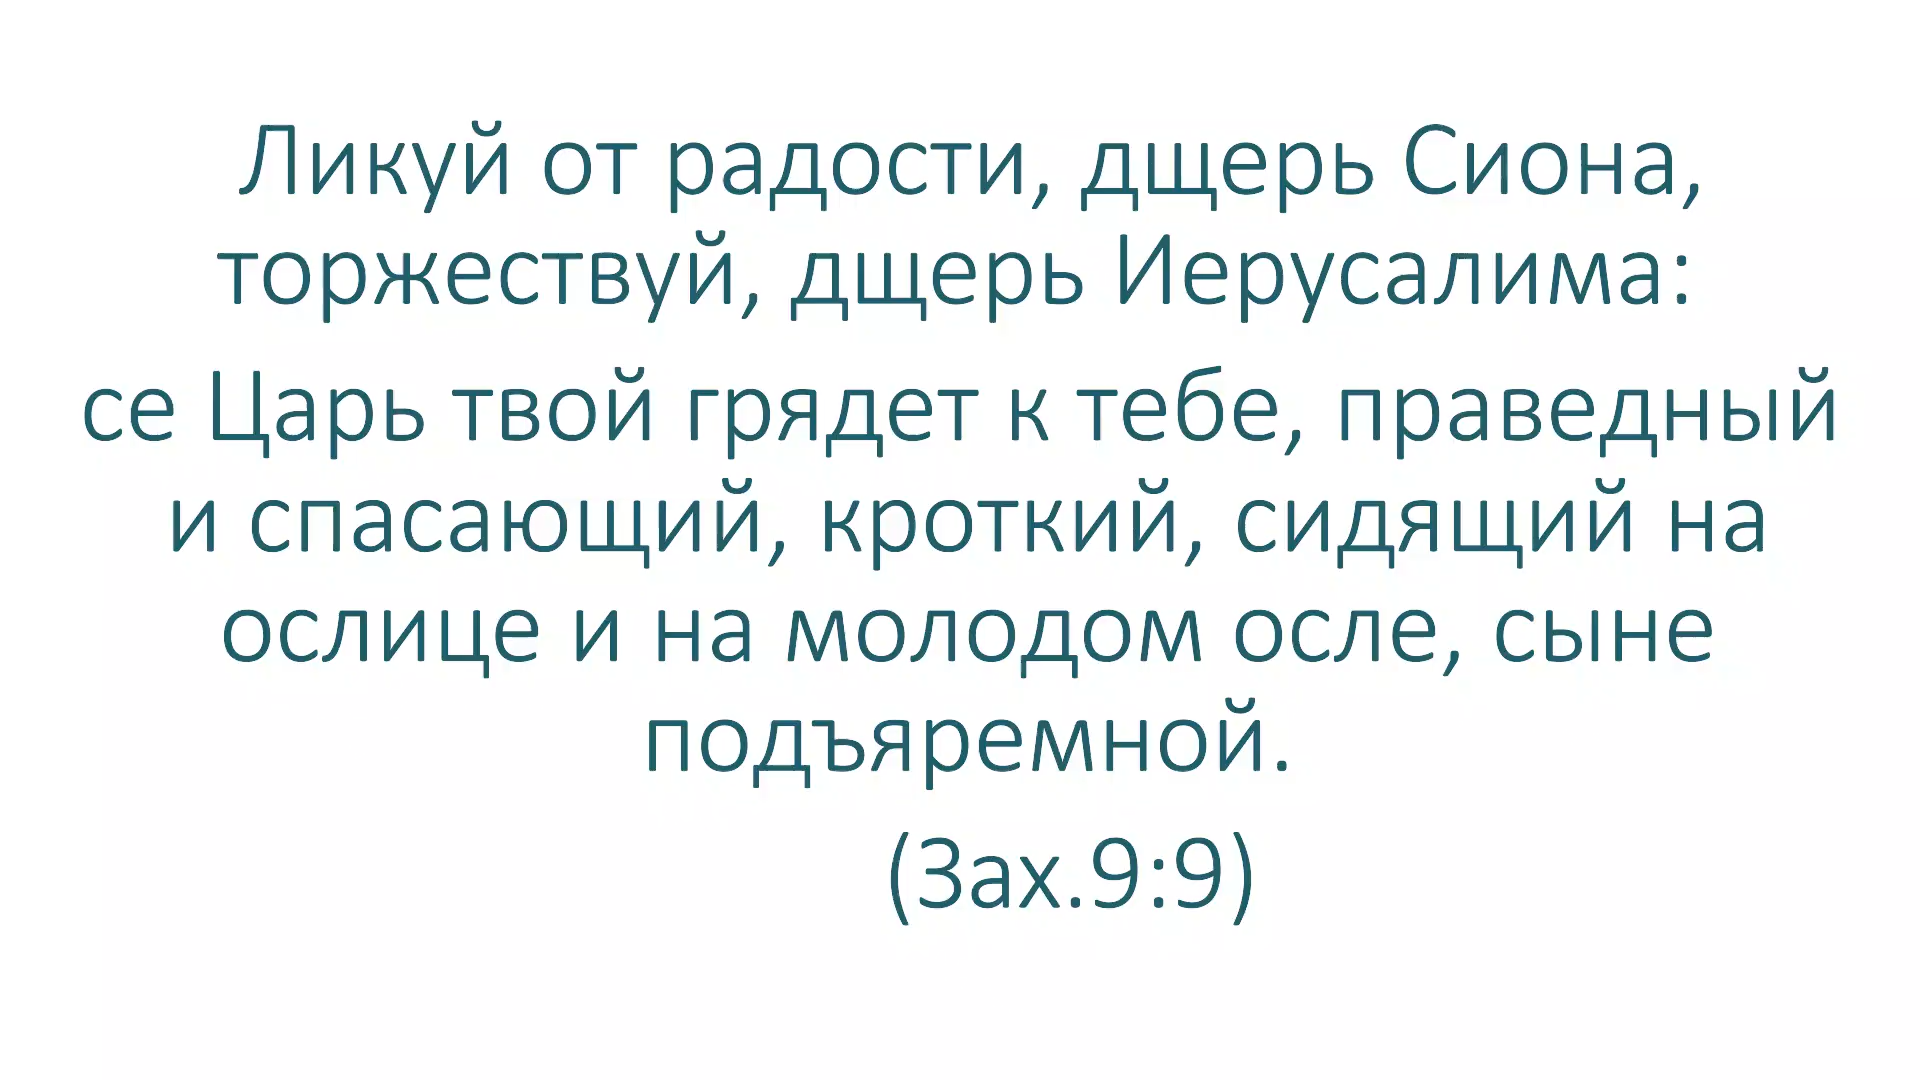 Ликуй от радости, дщерь Сиона,
торжествуй, дщерь Иерусалима:
се Царь твой грядет к тебе, праведный
и спасающий, кроткий, сидящий на
ослице и на молодом осле, сыне
подъяремной.
(Зах.9:9)